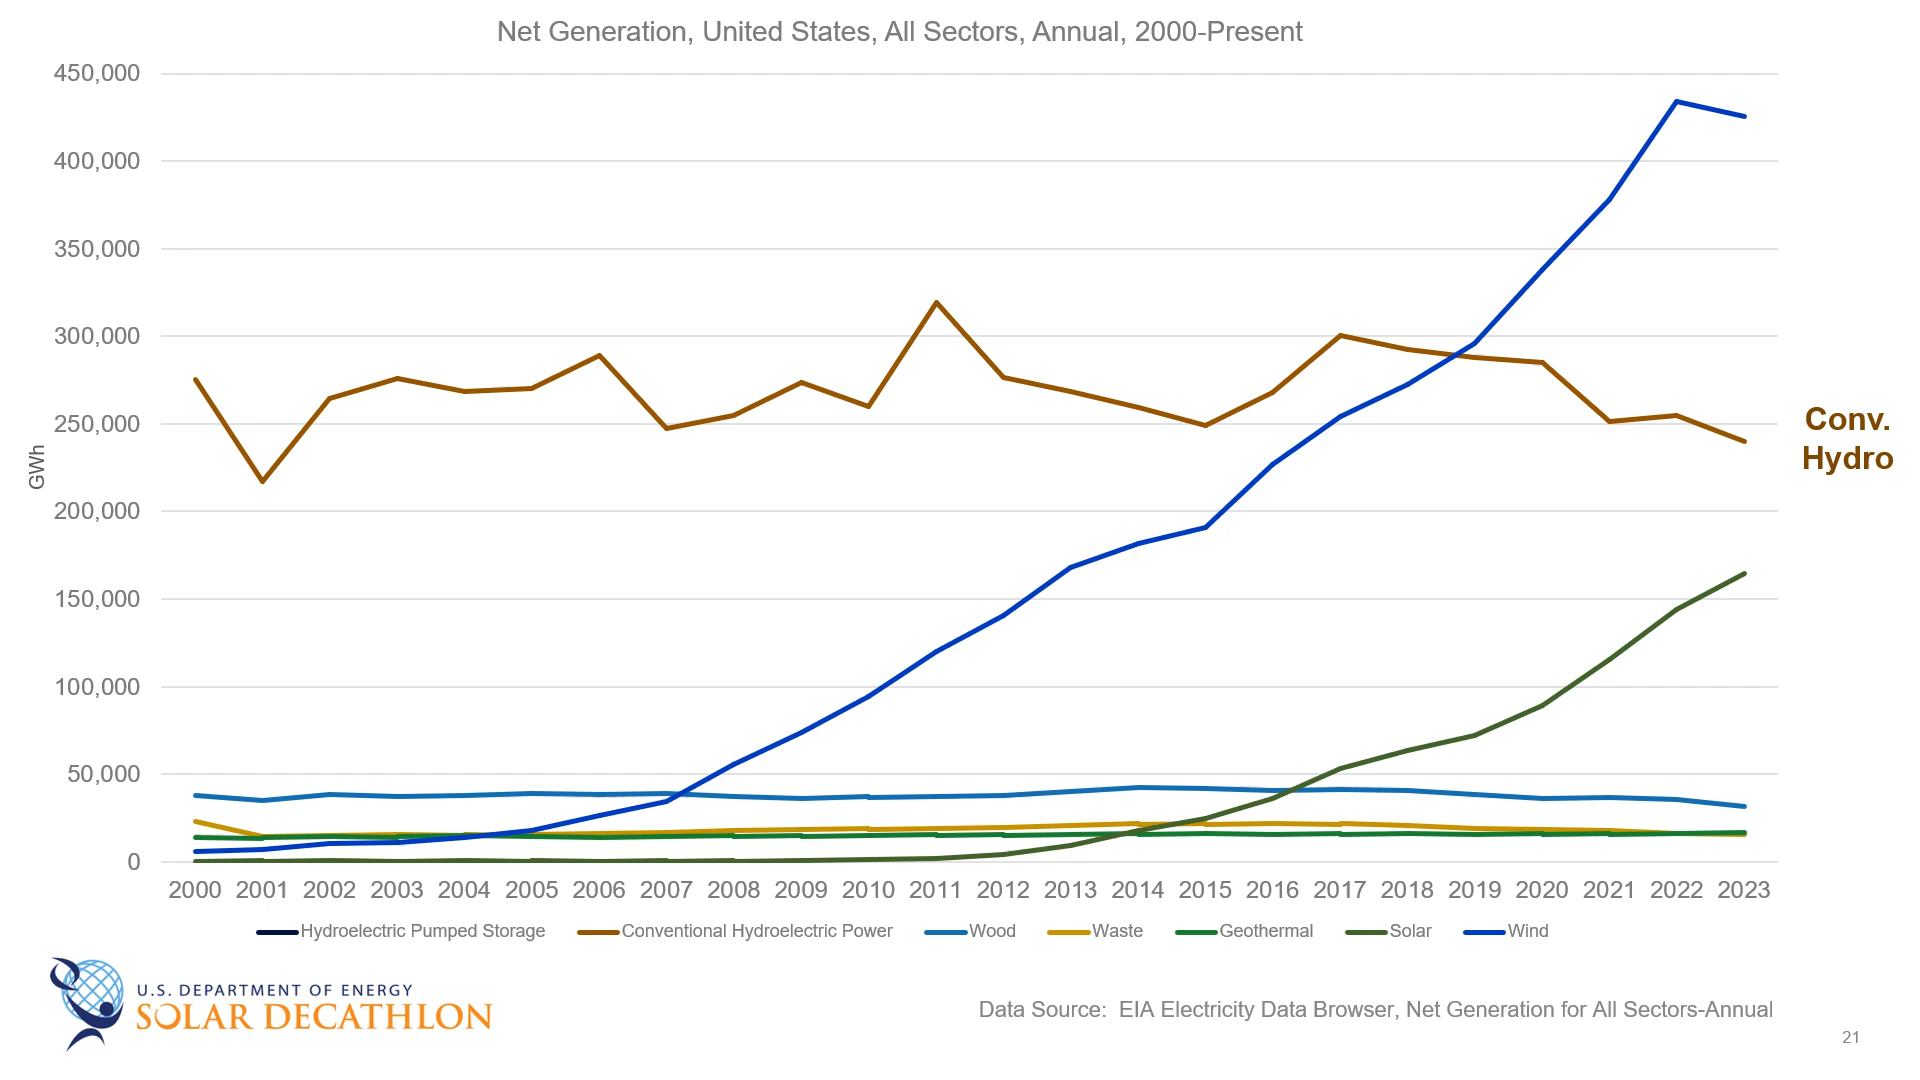 Net Generation, United States, All Sectors, Annual, 2000-Present
450,000
400,000
350,000
300,000
250,000
200,000
150,000
100,000
50,000
0
GWh
Conv.
Hydro
2000 2001 2002 2003 2004 2005 2006 2007 2008 2009 2010 2011 2012 2013 2014 2015 2016 2017 2018 2019 2020 2021 2022 2023
Hydroelectric Pumped Storage Conventional Hydroelectric Power Wood Waste Geothermal Solar Wind
U.S. DEPARTMENT OF ENERGY
SOLAR DECATHLON
Data Source:  EIA Electricity Data Browser, Net Generation for All Sectors-Annual
21